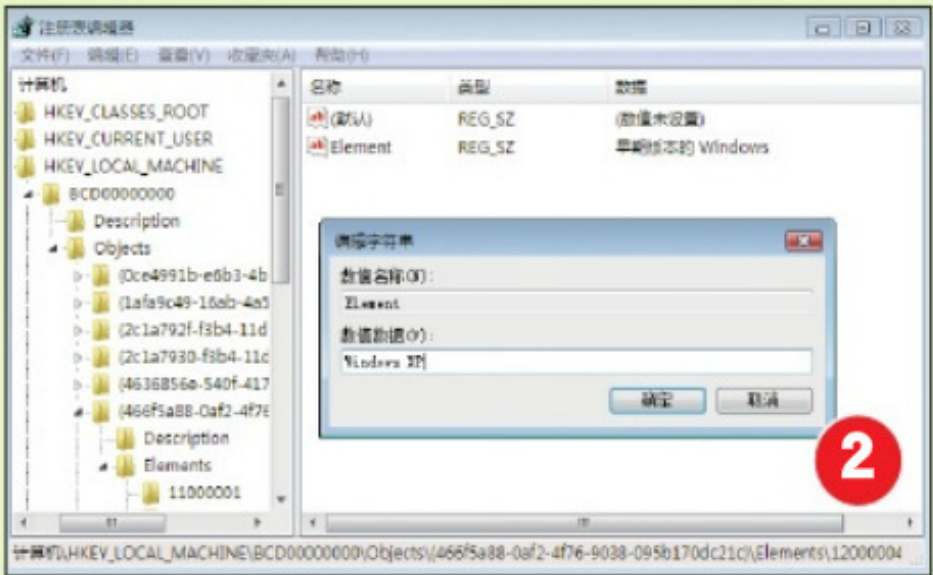 注册表编辑器
文件(F) 编辑(E) 查看(V) 收藏夹(A) 帮助(H)
计算机
HKEY_CLASSES_ROOT
HKEY_CURRENT_USER
HKEY_LOCAL_MACHINE
BCD00000000
Description
Objects
{0ce4991b-e6b3-4b
{1afa9c49-16ab-4a5
{2c1a792f-f3b4-11d
{2c1a7930-f3b4-11c
{4636856e-540f-417
{466f5a88-0af2-4f76
Description
Elements
11000001
名称 类型 数据
ab (默认) REG_SZ (数值未设置)
ab Element REG_SZ 早期版本的 Windows
编辑字符串
数值名称(N):
Element
数值数据(V):
Windows XP
确定 取消
2
计算机\HKEY_LOCAL_MACHINE\BCD00000000\Objects\{466f5a88-0af2-4f76-9038-095b170dc21c}\Elements\12000004